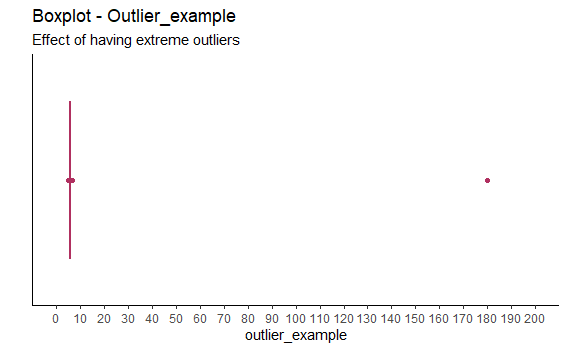 Boxplot - Outlier_example
Effect of having extreme outliers
0 10 20 30 40 50 60 70 80 90 100 110 120 130 140 150 160 170 180 190 200
outlier_example